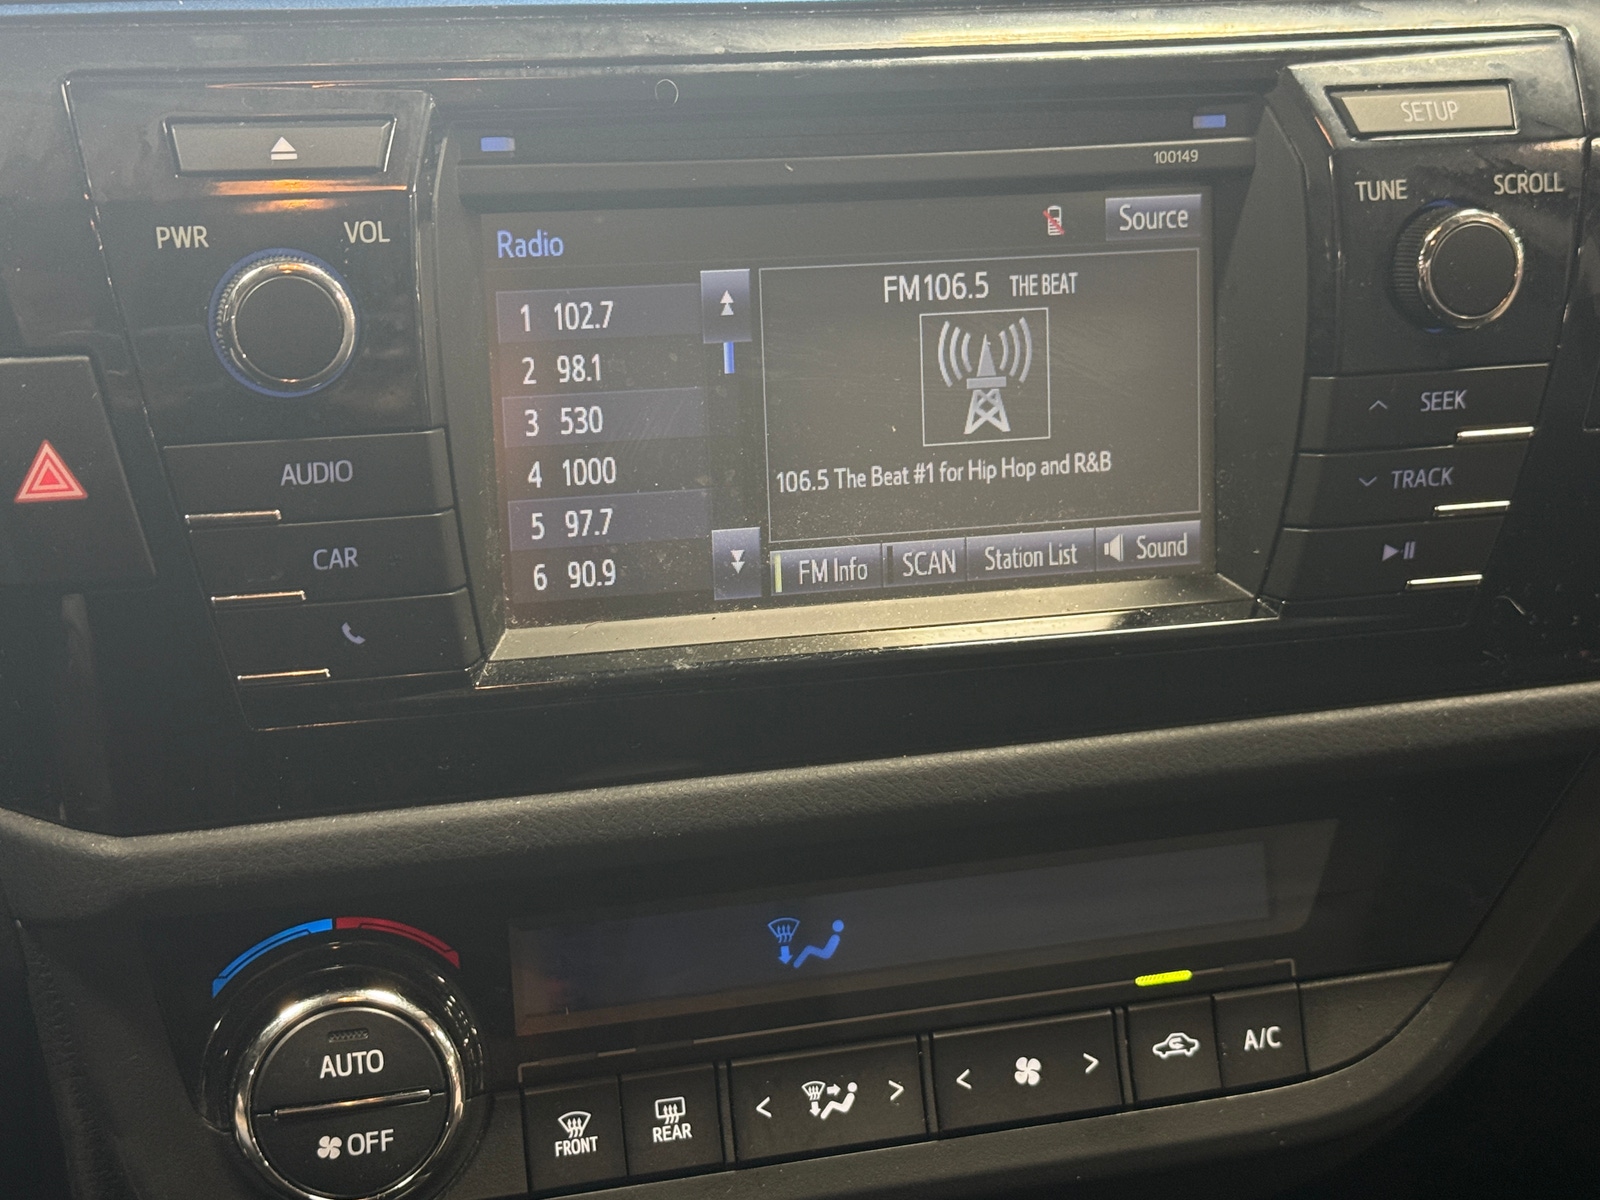 SETUP
100149
PWR VOL
TUNE SCROLL
Radio
Source
1 102.7
2 98.1
3 530
4 1000
5 97.7
6 90.9
FM106.5 THE BEAT
106.5 The Beat #1 for Hip Hop and R&B
FM Info
SCAN
Station List
Sound
AUDIO
CAR
SEEK
TRACK
AUTO
OFF
FRONT
REAR
A/C